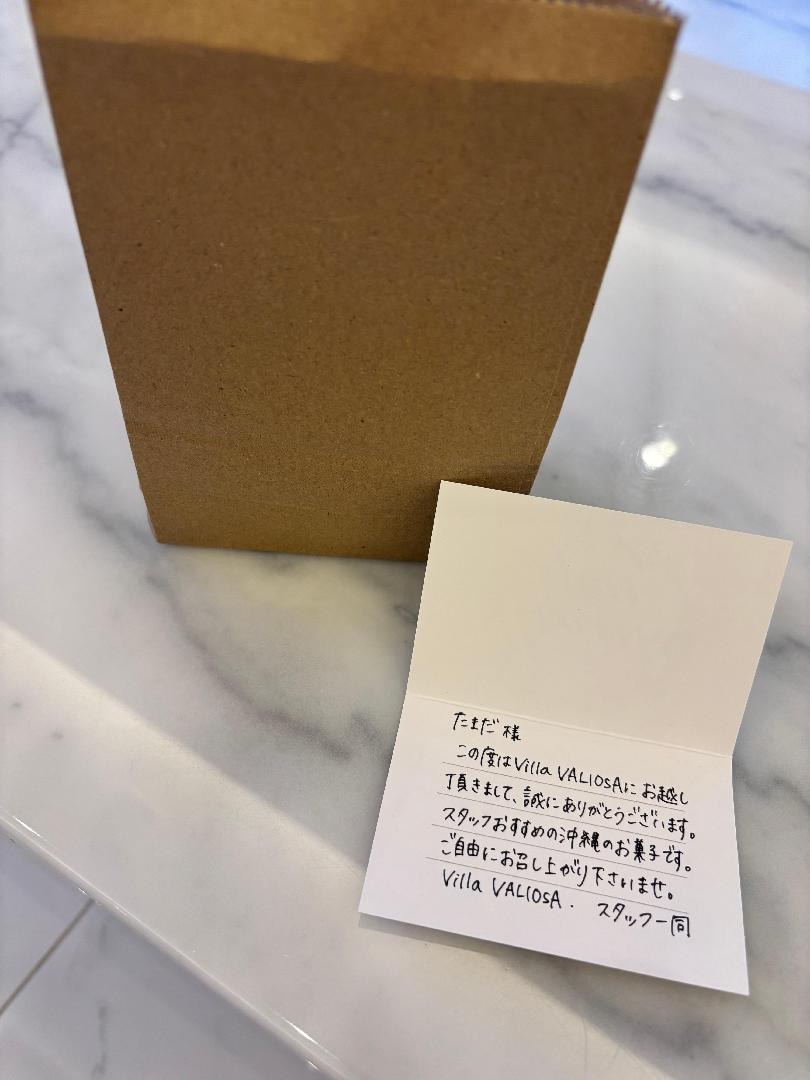 たまだ様
この度はVilla VALIOSAにお越し
頂きまして、誠にありがとうございます。
スタッフおすすめの沖縄のお菓子です。
ご自由にお召し上がり下さいませ。
Villa VALIOSA. スタッフ一同